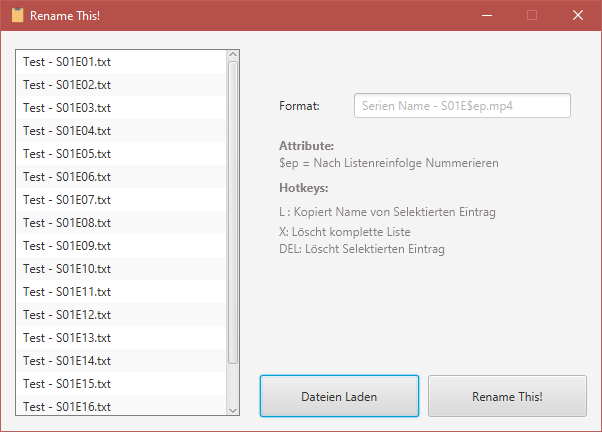 Rename This!
Test - S01E01.txt
Test - S01E02.txt
Test - S01E03.txt
Test - S01E04.txt
Test - S01E05.txt
Test - S01E06.txt
Test - S01E07.txt
Test - S01E08.txt
Test - S01E09.txt
Test - S01E10.txt
Test - S01E11.txt
Test - S01E12.txt
Test - S01E13.txt
Test - S01E14.txt
Test - S01E15.txt
Test - S01E16.txt
Format: Serien Name - S01E$ep.mp4
Attribute:
$ep = Nach Listenreinfolge Nummerieren
Hotkeys:
L : Kopiert Name von Selektierten Eintrag
X: Löscht komplette Liste
DEL: Löscht Selektierten Eintrag
Dateien Laden
Rename This!